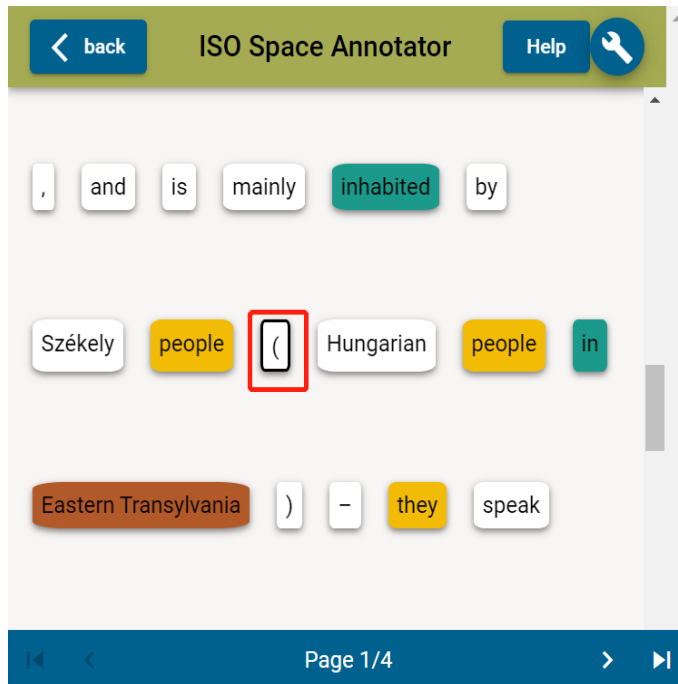 back ISO Space Annotator Help
, and is mainly inhabited by
Székely people ( Hungarian people in
Eastern Transylvania ) – they speak
Page 1/4